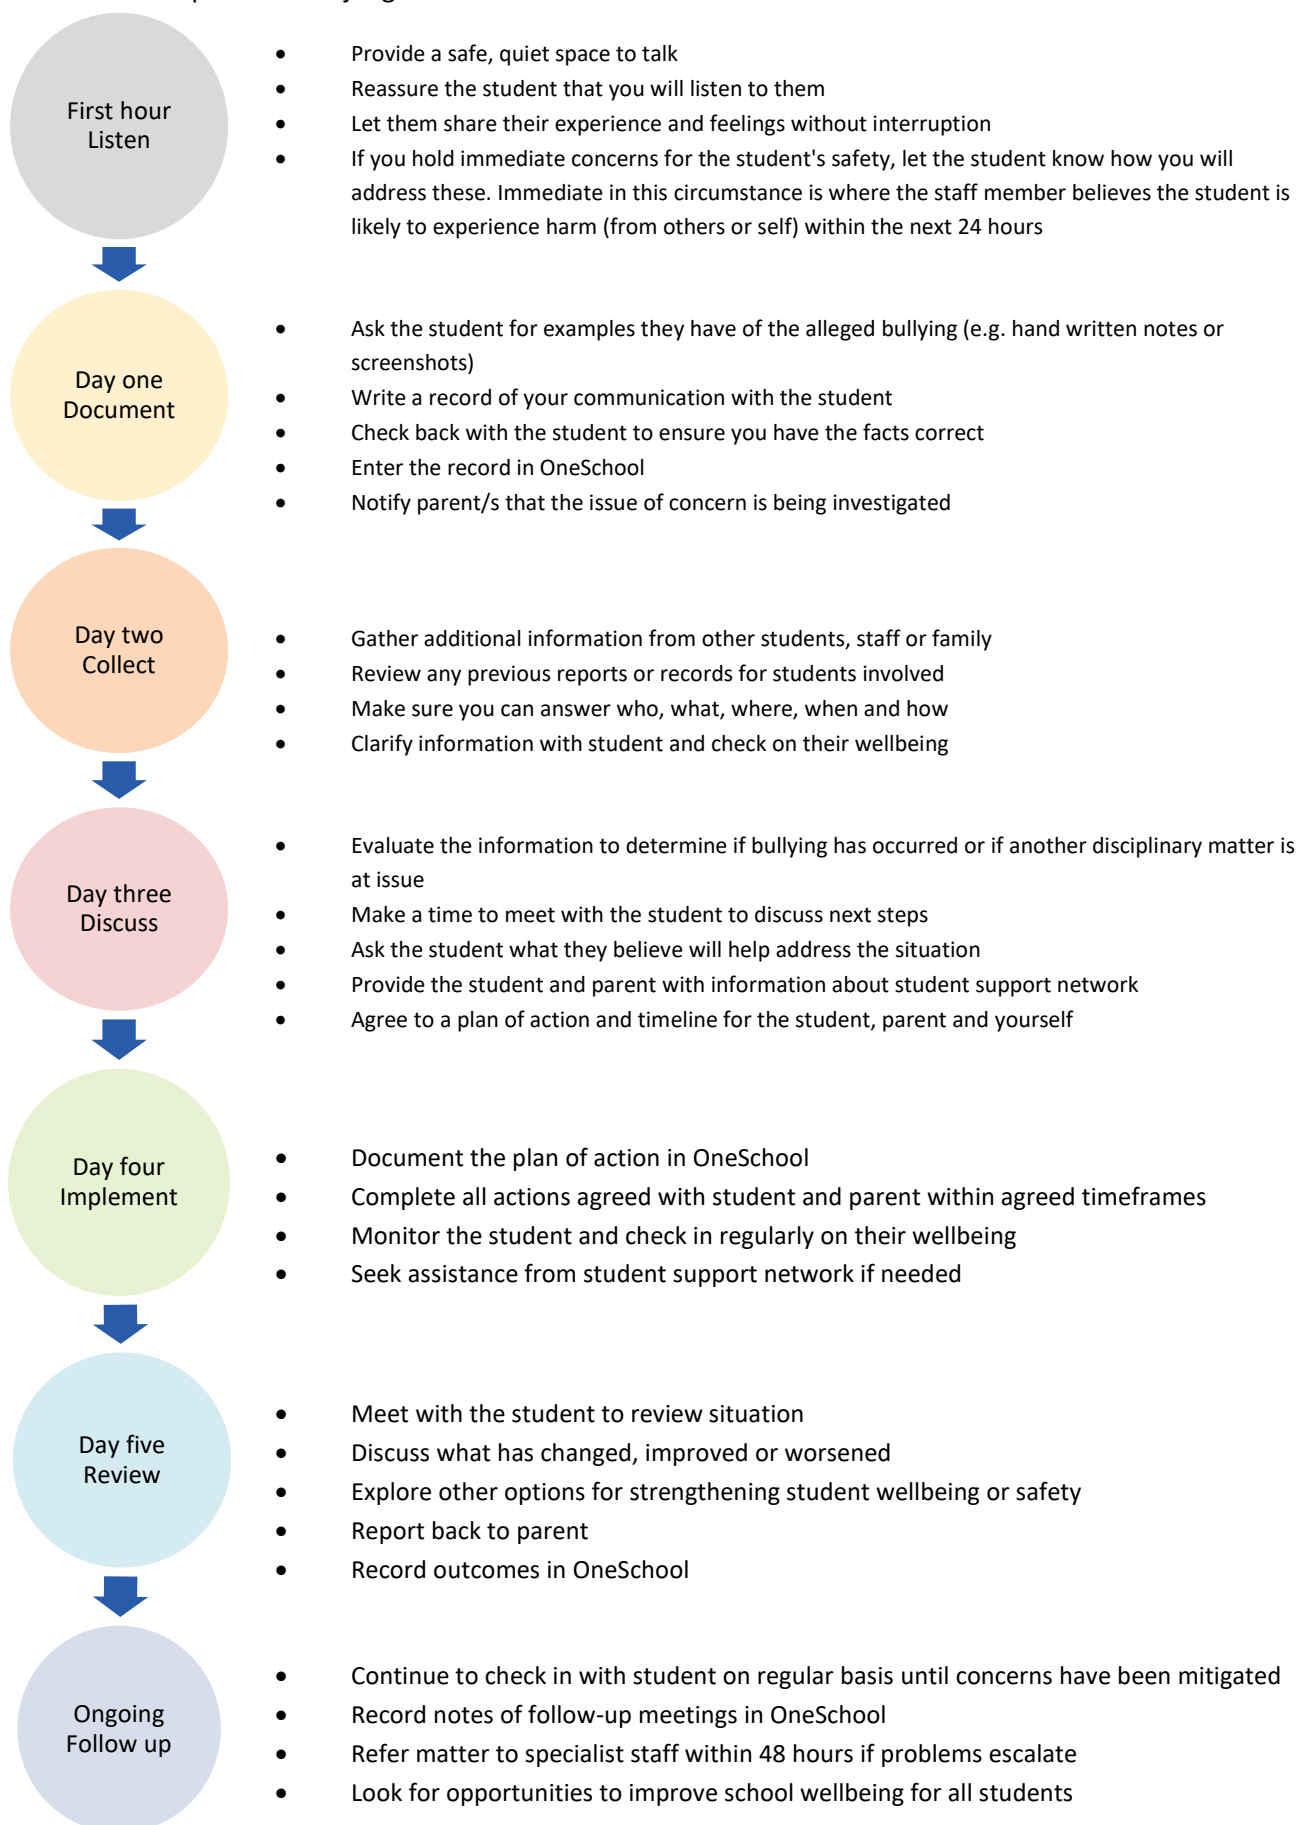 First hour
Listen
• Provide a safe, quiet space to talk
• Reassure the student that you will listen to them
• Let them share their experience and feelings without interruption
• If you hold immediate concerns for the student's safety, let the student know how you will
address these. Immediate in this circumstance is where the staff member believes the student is
likely to experience harm (from others or self) within the next 24 hours
Day one
Document
• Ask the student for examples they have of the alleged bullying (e.g. hand written notes or
screenshots)
• Write a record of your communication with the student
• Check back with the student to ensure you have the facts correct
• Enter the record in OneSchool
• Notify parent/s that the issue of concern is being investigated
Day two
Collect
• Gather additional information from other students, staff or family
• Review any previous reports or records for students involved
• Make sure you can answer who, what, where, when and how
• Clarify information with student and check on their wellbeing
Day three
Discuss
• Evaluate the information to determine if bullying has occurred or if another disciplinary matter is
at issue
• Make a time to meet with the student to discuss next steps
• Ask the student what they believe will help address the situation
• Provide the student and parent with information about student support network
• Agree to a plan of action and timeline for the student, parent and yourself
Day four
Implement
• Document the plan of action in OneSchool
• Complete all actions agreed with student and parent within agreed timeframes
• Monitor the student and check in regularly on their wellbeing
• Seek assistance from student support network if needed
Day five
Review
• Meet with the student to review situation
• Discuss what has changed, improved or worsened
• Explore other options for strengthening student wellbeing or safety
• Report back to parent
• Record outcomes in OneSchool
Ongoing
Follow up
• Continue to check in with student on regular basis until concerns have been mitigated
• Record notes of follow-up meetings in OneSchool
• Refer matter to specialist staff within 48 hours if problems escalate
• Look for opportunities to improve school wellbeing for all students